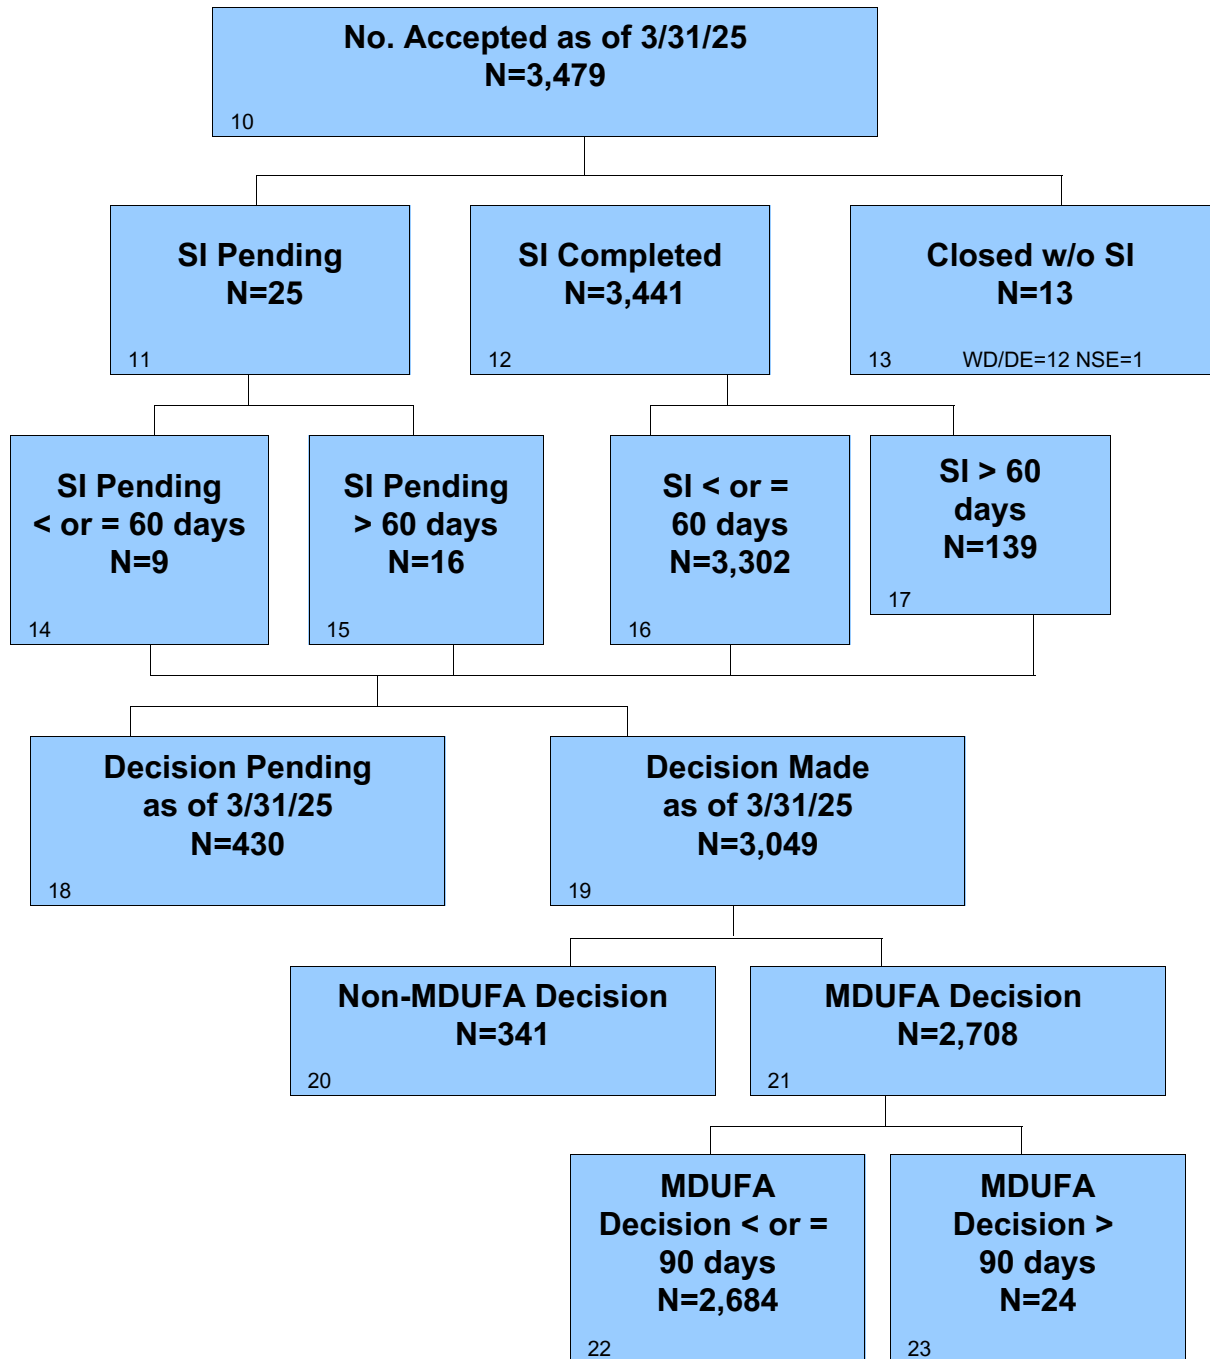 No. Accepted as of 3/31/25
N=3,479
10
SI Pending
N=25
11
SI Completed
N=3,441
12
Closed w/o SI
N=13
13 WD/DE=12 NSE=1
SI Pending
< or = 60 days
N=9
14
SI Pending
> 60 days
N=16
15
SI < or =
60 days
N=3,302
16
SI > 60
days
N=139
17
Decision Pending
as of 3/31/25
N=430
18
Decision Made
as of 3/31/25
N=3,049
19
Non-MDUFA Decision
N=341
20
MDUFA Decision
N=2,708
21
MDUFA
Decision < or =
90 days
N=2,684
22
MDUFA
Decision >
90 days
N=24
23